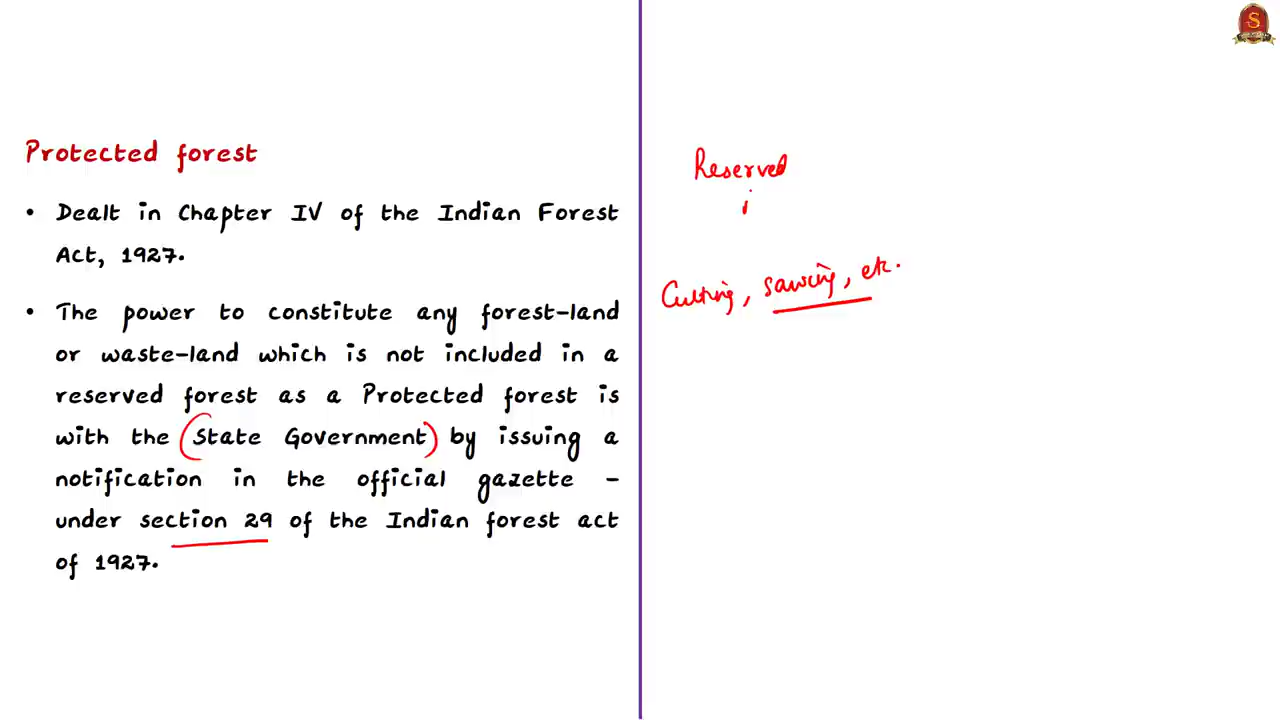 Protected forest
• Dealt in Chapter IV of the Indian Forest
Act, 1927.
• The power to constitute any forest-land
or waste-land which is not included in a
reserved forest as a Protected forest is
with the (State Government) by issuing a
notification in the official gazette -
under section 29 of the Indian forest act
of 1927.
Reserved
Cutting, sawing, etc.
S